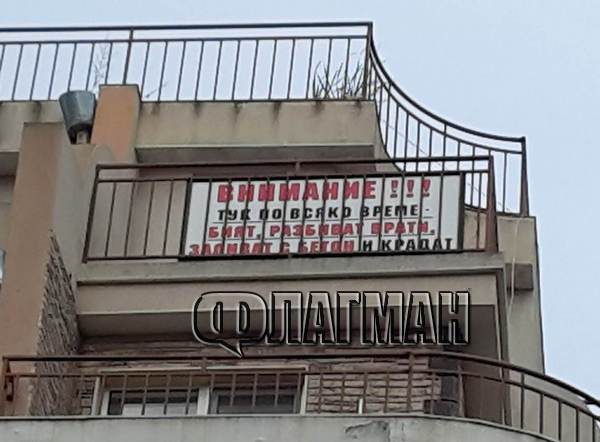 ВНИМАНИЕ !!!
ТУК ПО ВСЯКО ВРЕМЕ -
БИЯТ, РАЗБИВАТ ВРАТИ,
ЗАЛИВАТ С БЕТОН И КРАДАТ
ФЛАГМАН